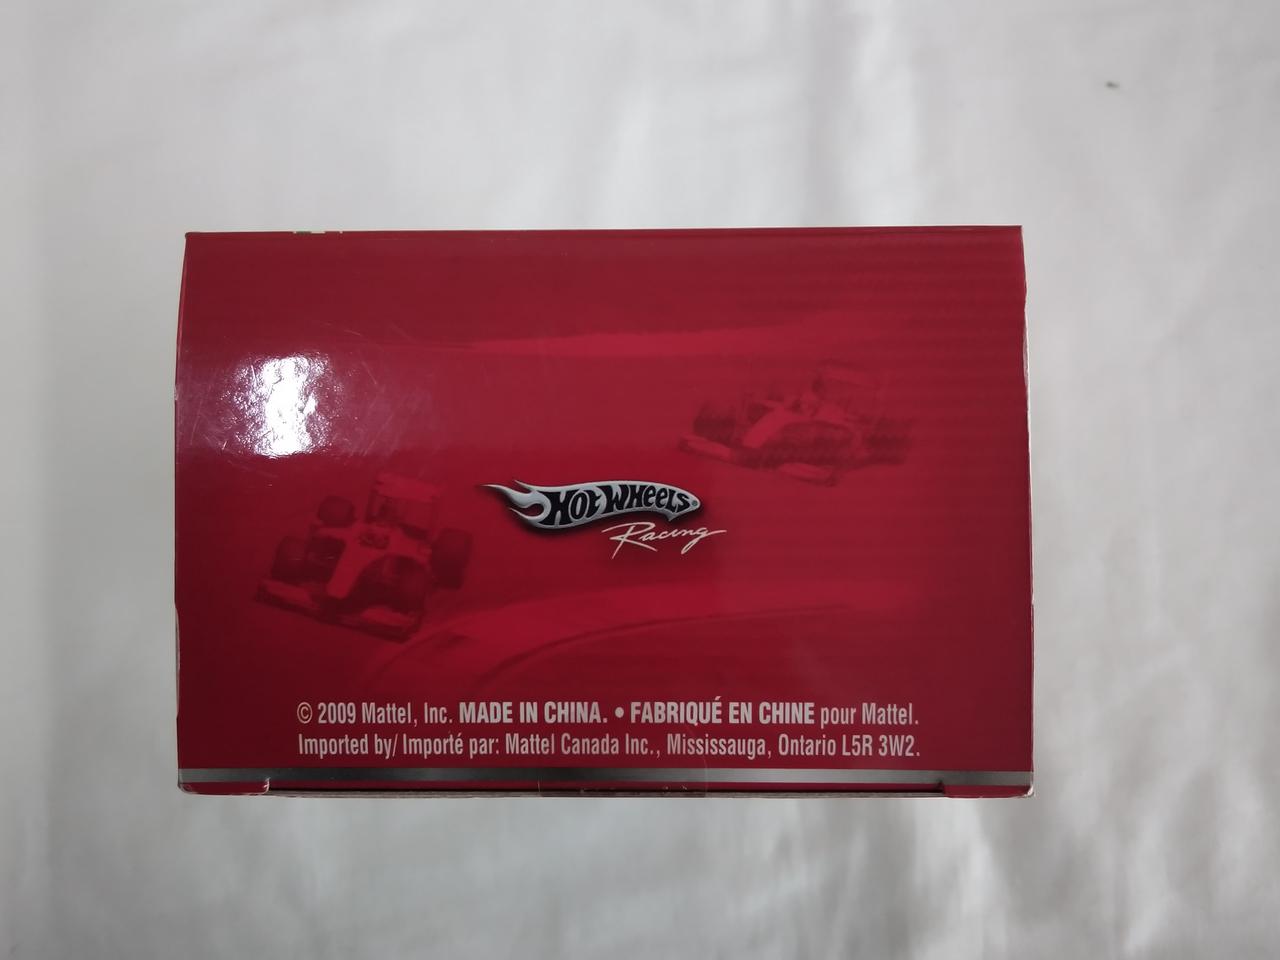 HOT WHEELS®
Racing
© 2009 Mattel, Inc. MADE IN CHINA. • FABRIQUÉ EN CHINE pour Mattel.
Imported by/ Importé par: Mattel Canada Inc., Mississauga, Ontario L5R 3W2.